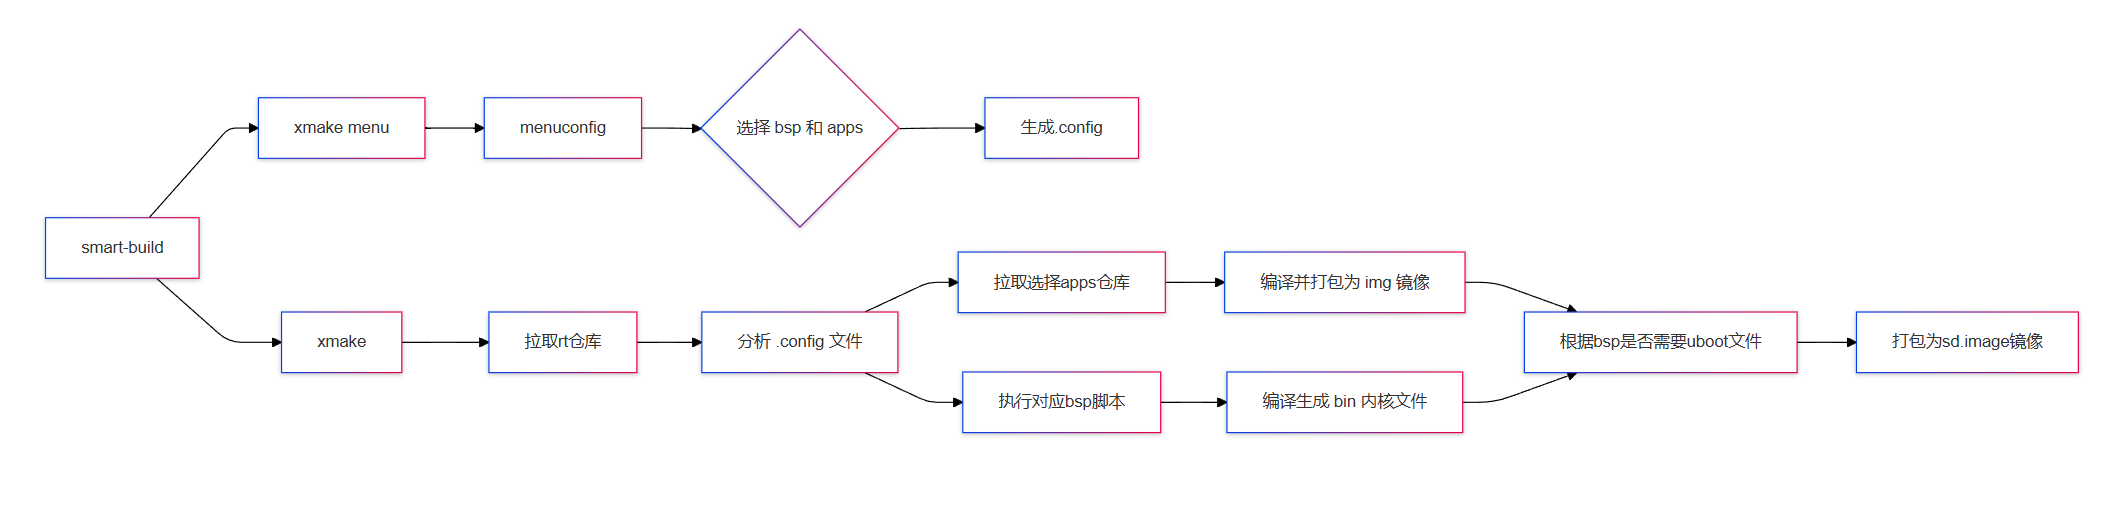 smart-build
xmake menu
menuconfig
选择 bsp 和 apps
生成.config
xmake
拉取rt仓库
分析 .config 文件
拉取选择apps仓库
编译并打包为 img 镜像
执行对应bsp脚本
编译生成 bin 内核文件
根据bsp是否需要uboot文件
打包为sd.image镜像